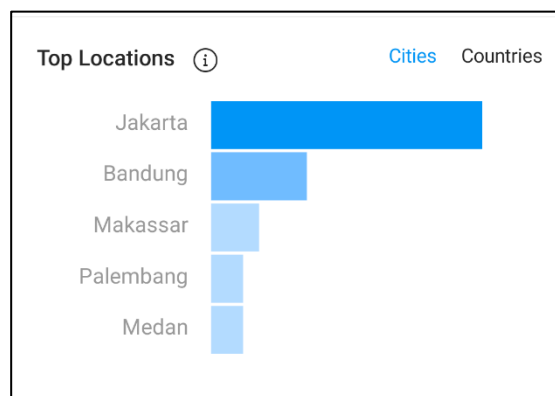 Top Locations
Cities Countries
Jakarta
Bandung
Makassar
Palembang
Medan